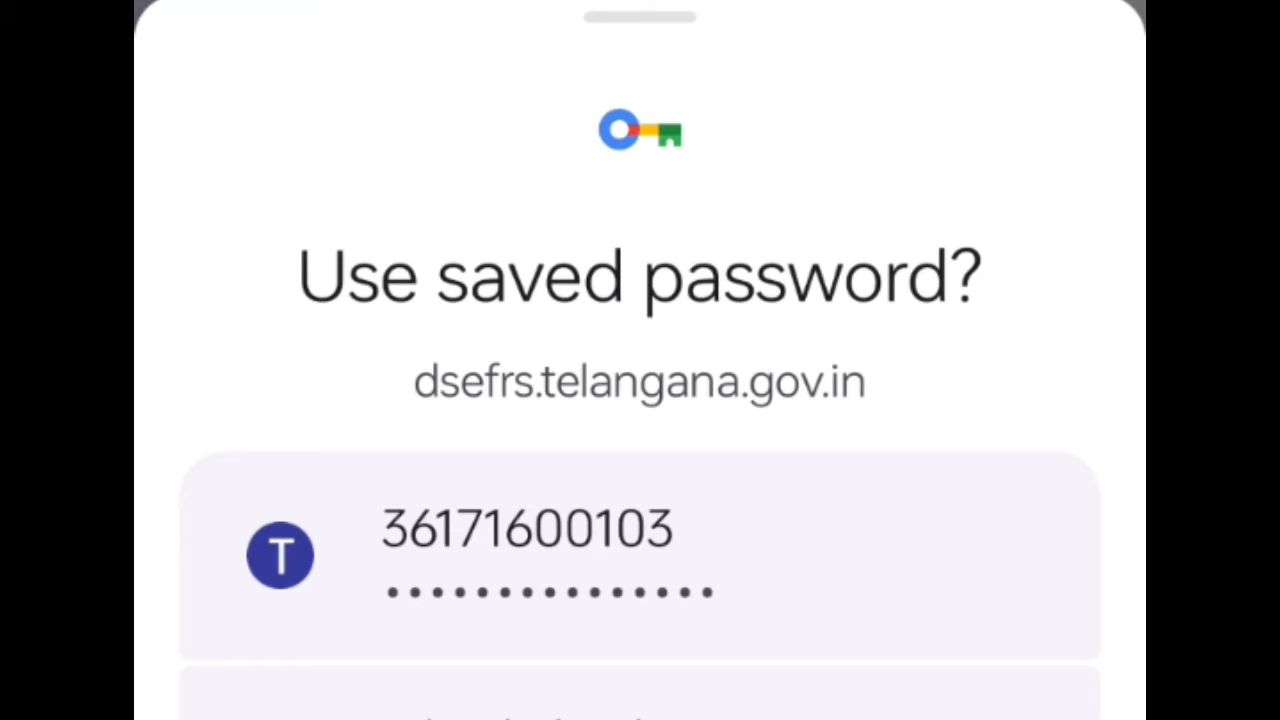 Use saved password?
dsefrs.telangana.gov.in
T
36171600103
•••••••••••••••